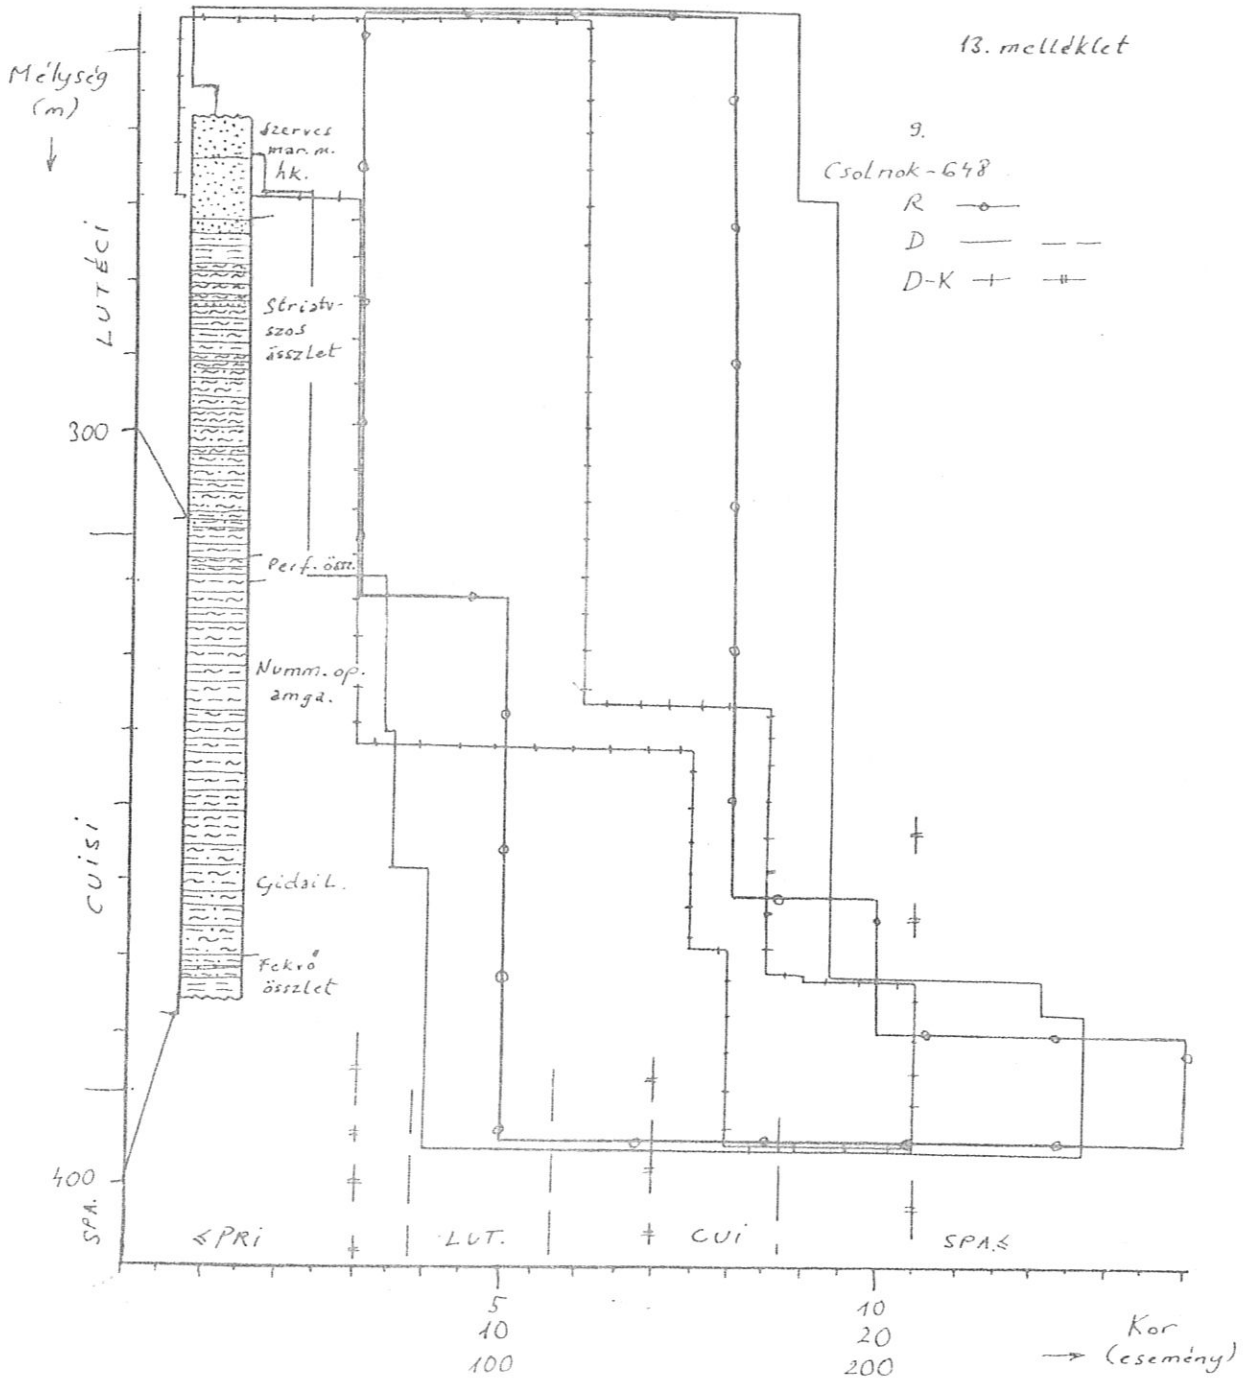 13. melléklet
Mélység
(m)
9.
Csolnok-648
R
D
D-K
Szerves
mar. m.
hk.
LUTÉCI
Striatu-
szos
összlet
300
Perf. össz.
Numm. op.
amga.
CUISI
Gidai L.
Fekvő
összlet
400
SPA.
≤PRI
LUT.
CUI
SPA.≤
5
10
10
20
100
200
Kor
(esemény)